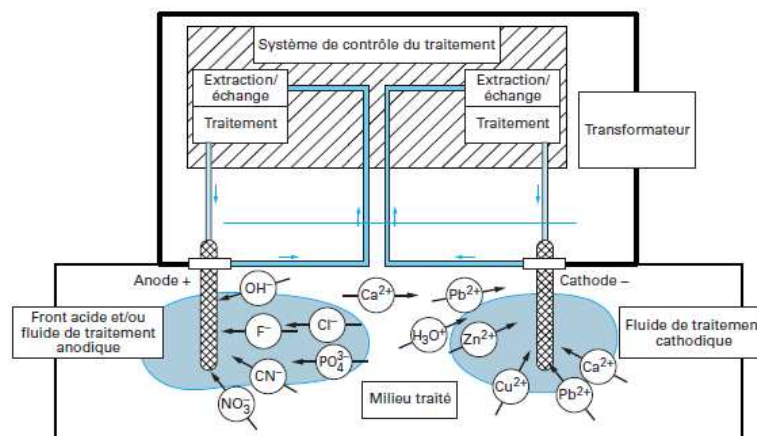 Système de contrôle du traitement
Extraction/
échange
Traitement
Extraction/
échange
Traitement
Transformateur
Anode +
Cathode –
Front acide et/ou
fluide de traitement
anodique
OH⁻
F⁻
Cl⁻
CN⁻
PO₄³⁻
NO₃⁻
Ca²⁺
Pb²⁺
H₃O⁺
Zn²⁺
Cu²⁺
Pb²⁺
Ca²⁺
Milieu traité
Fluide de traitement
cathodique